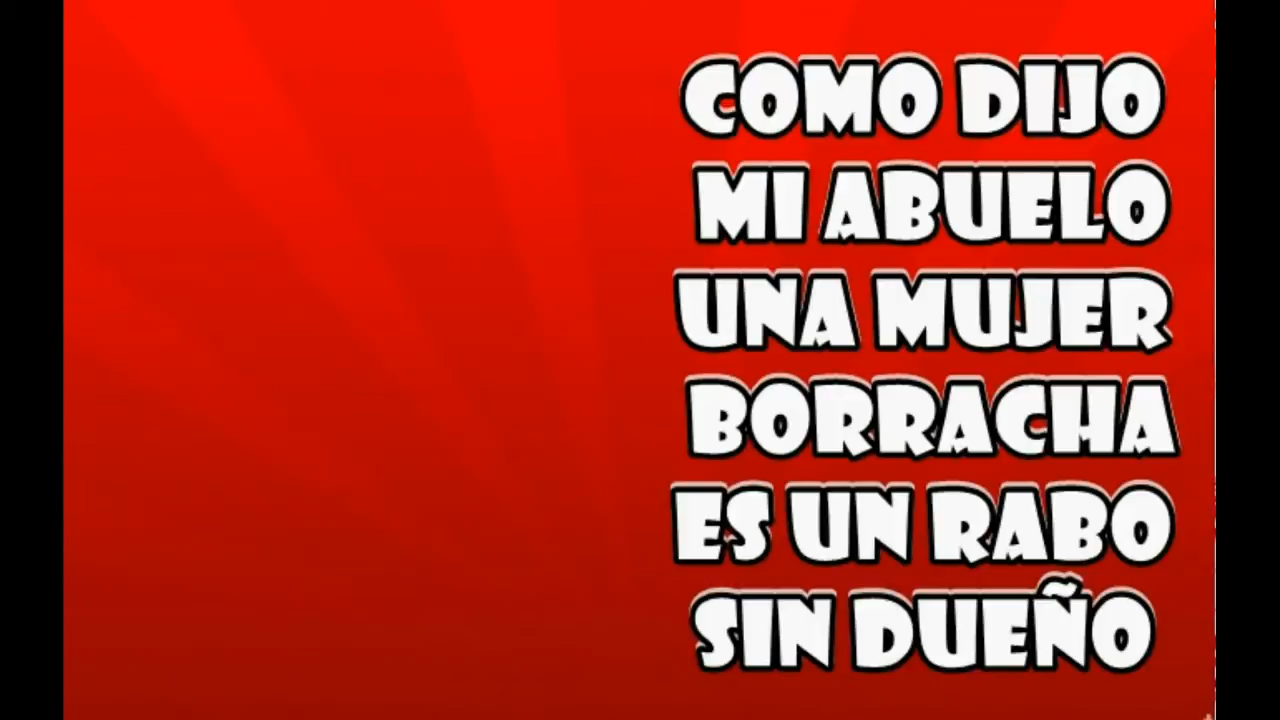 COMO DIJO
MI ABUELO
UNA MUJER
BORRACHA
ES UN RABO
SIN DUEÑO